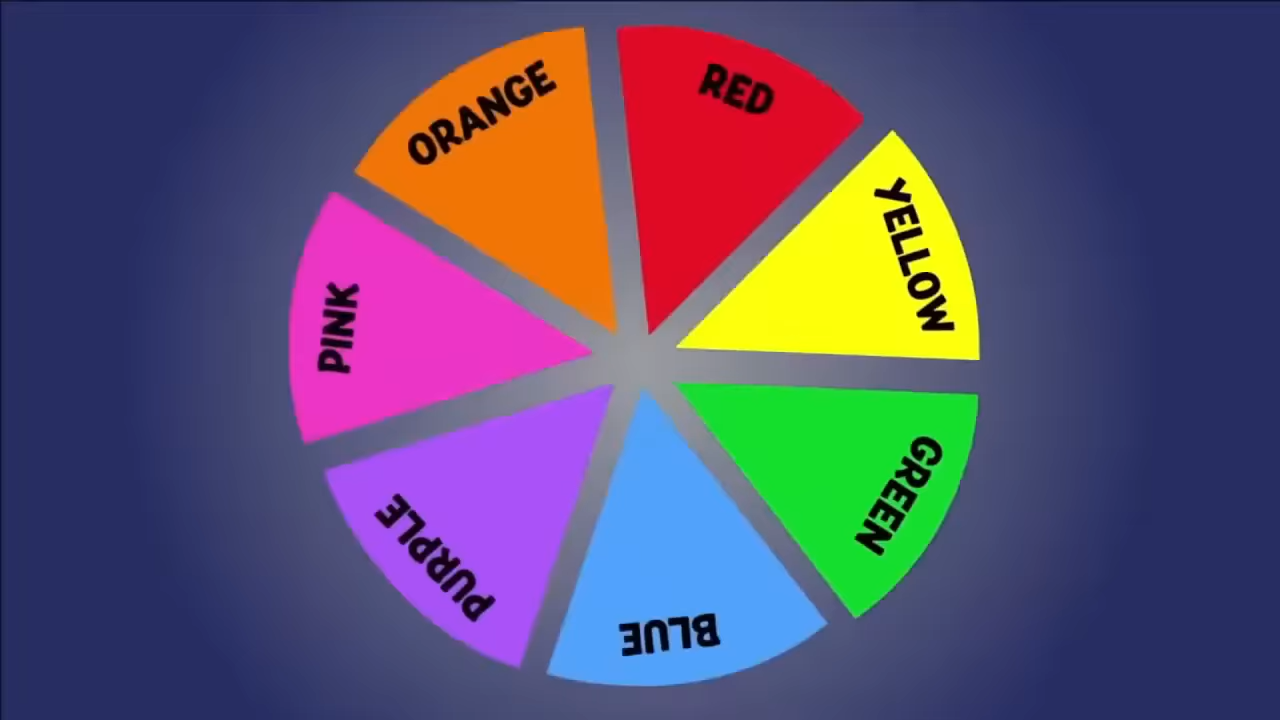 RED
YELLOW
GREEN
BLUE
PURPLE
PINK
ORANGE